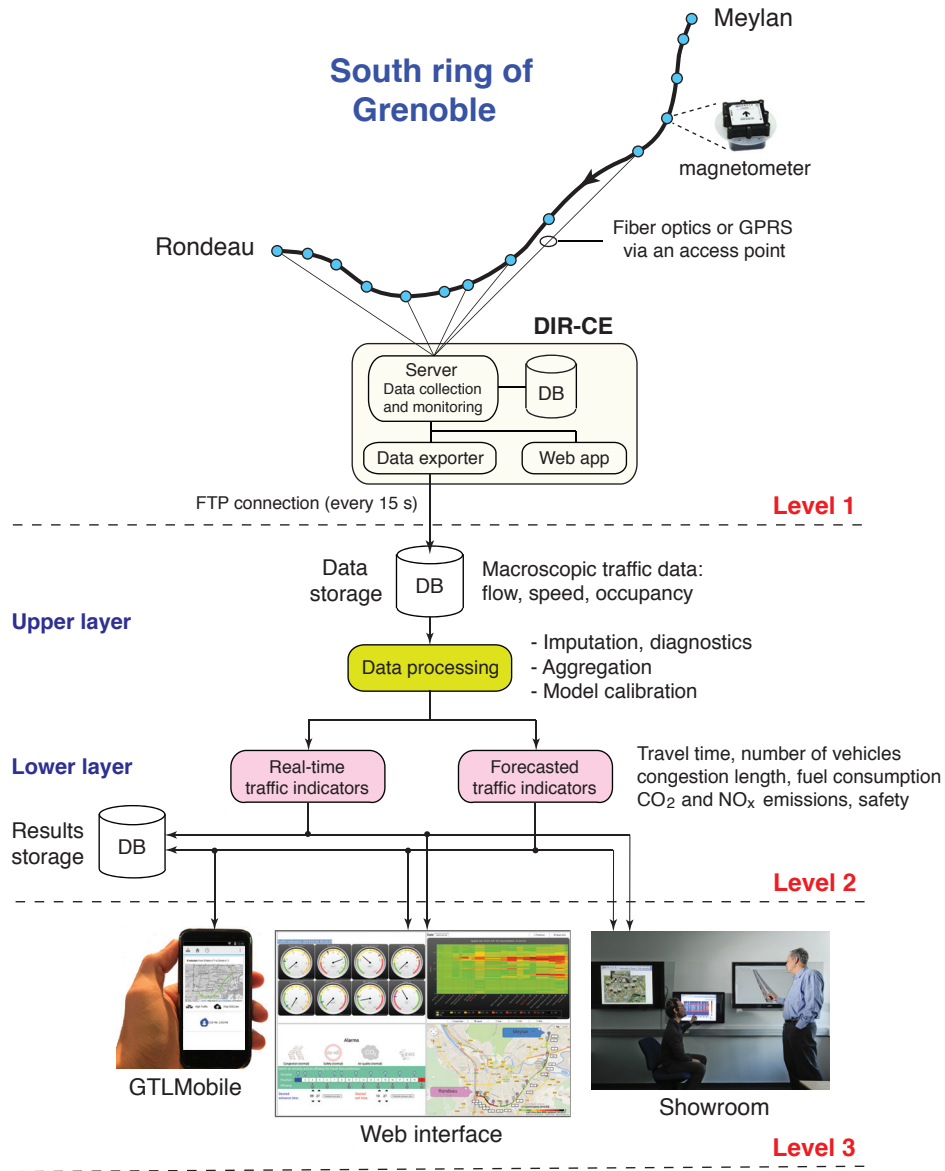 Meylan
South ring of
Grenoble
magnetometer
Fiber optics or GPRS
via an access point
Rondeau
DIR-CE
Server
Data collection
and monitoring
DB
Data exporter
Web app
FTP connection (every 15 s)
Level 1
Data
storage
DB
Macroscopic traffic data:
flow, speed, occupancy
Upper layer
Data processing
- Imputation, diagnostics
- Aggregation
- Model calibration
Lower layer
Real-time
traffic indicators
Forecasted
traffic indicators
Travel time, number of vehicles
congestion length, fuel consumption
CO2 and NOx emissions, safety
Results
storage
DB
Level 2
Alarms
Meylan
Rondeau
GTLMobile
Web interface
Showroom
Level 3